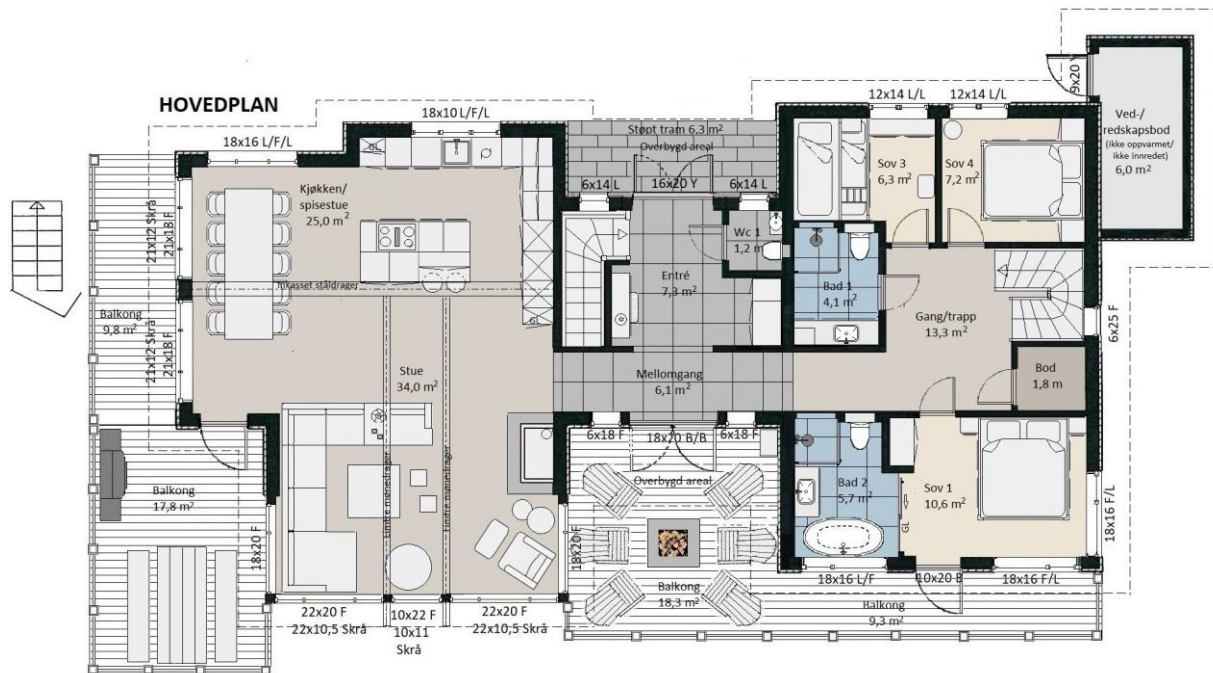 HOVEDPLAN
18x16 L/F/L
18x10 L/F/L
GL
Kjøkken/
spisestue
25,0 m²
21x12 Skrå
21x18 F
Innkasset ståldrager
GL
Balkong
9,8 m²
21x12 Skrå
21x18 F
Stue
34,0 m²
Støpt tram 6,3 m²
Overbygd areal
6x14 L
16x20 Y
6x14 L
Wc 1
1,2 m
Entré
7,3 m²
Mellomgang
6,1 m²
6x18 F
18x20 B/B
6x18 F
Overbygd areal
Balkong
18,3 m²
12x14 L/L
12x14 L/L
Sov 3
6,3 m²
Sov 4
7,2 m²
9x20 Y
Ved-/
redskapsbod
(ikke oppvarmet/
ikke innredet)
6,0 m²
Bad 1
4,1 m²
Gang/trapp
13,3 m²
6x25 F
Bod
1,8 m
Bad 2
5,7 m²
GL
Sov 1
10,6 m²
18x16 F/L
18x16 L/F
10x20 B
18x16 F/L
Balkong
9,3 m²
Balkong
17,8 m²
18x20 F
18x20 F
22x20 F
22x10,5 Skrå
10x22 F
10x11
Skrå
22x20 F
22x10,5 Skrå